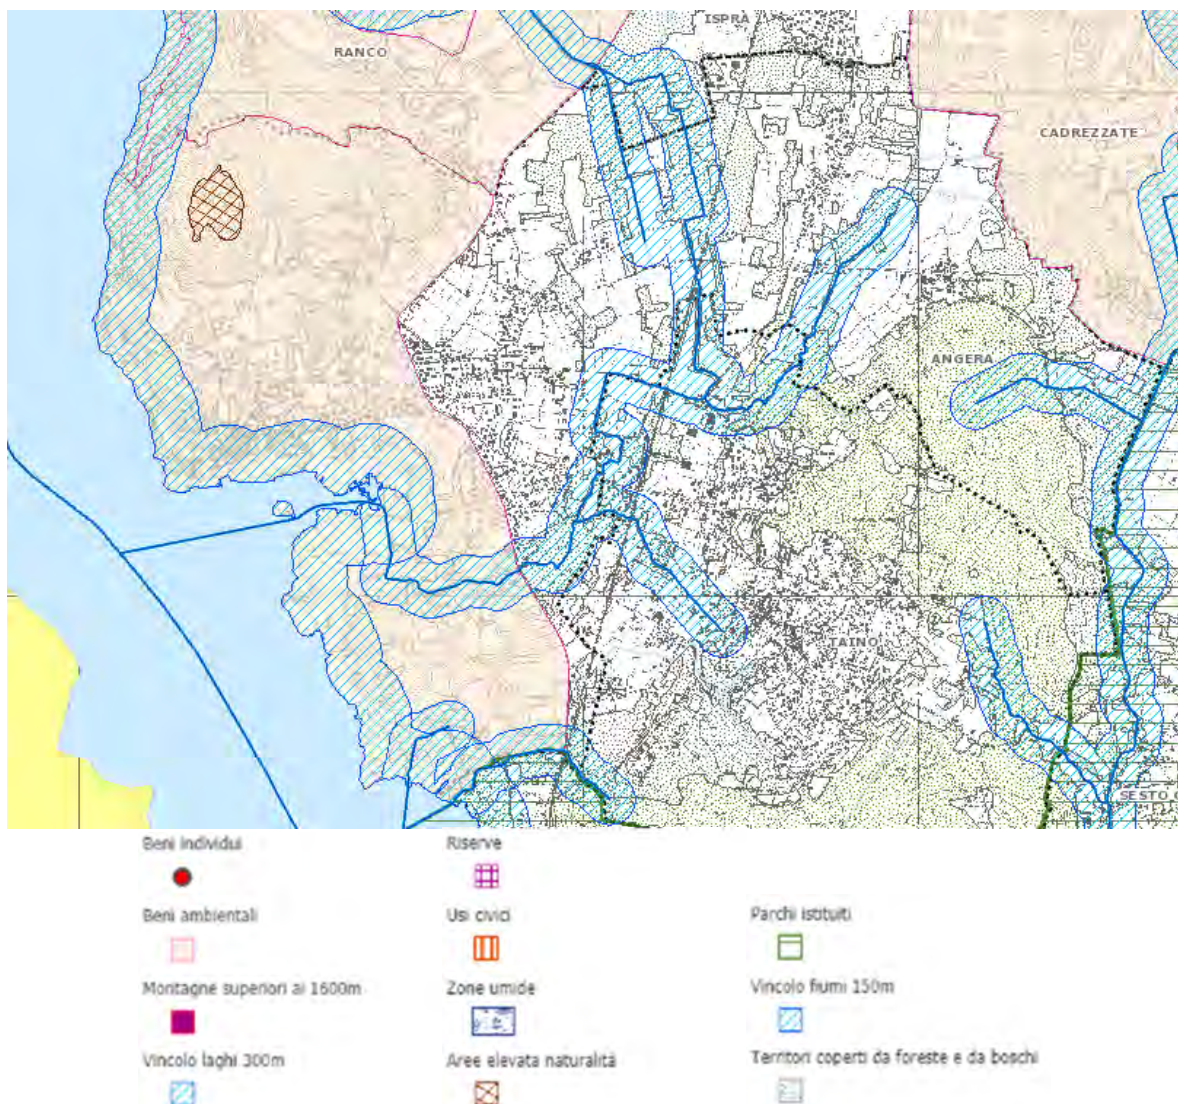 ISPRA
RANCO
CADREZZATE
ANGERA
TAINO
SESTO C
Beni individui
Riserve
Beni ambientali
Usi civici
Parchi istituiti
Montagne superiori ai 1600m
Zone umide
Vincolo fiumi 150m
Vincolo laghi 300m
Aree elevata naturalità
Territori coperti da foreste e da boschi